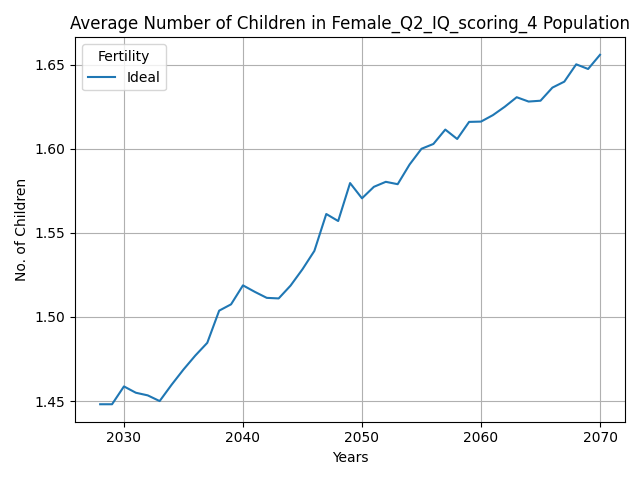 Average Number of Children in Female_Q2_IQ_scoring_4 Population
Fertility
Ideal
No. of Children
1.65
1.60
1.55
1.50
1.45
2030 2040 2050 2060 2070
Years